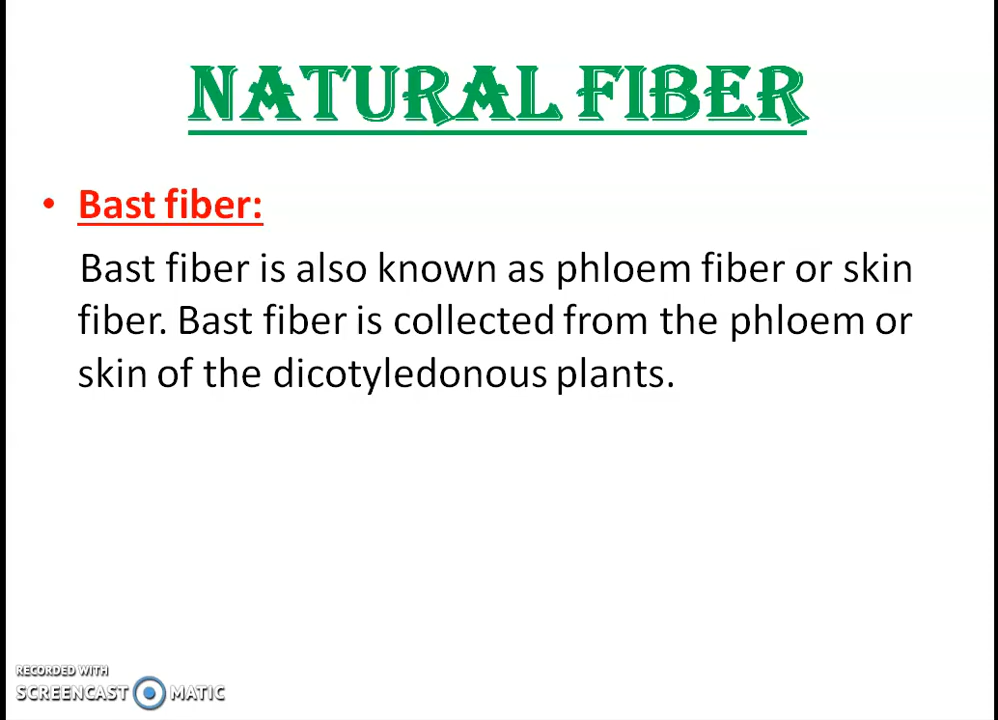 NATURAL FIBER
• Bast fiber:
Bast fiber is also known as phloem fiber or skin
fiber. Bast fiber is collected from the phloem or
skin of the dicotyledonous plants.
RECORDED WITH
SCREENCAST MATIC